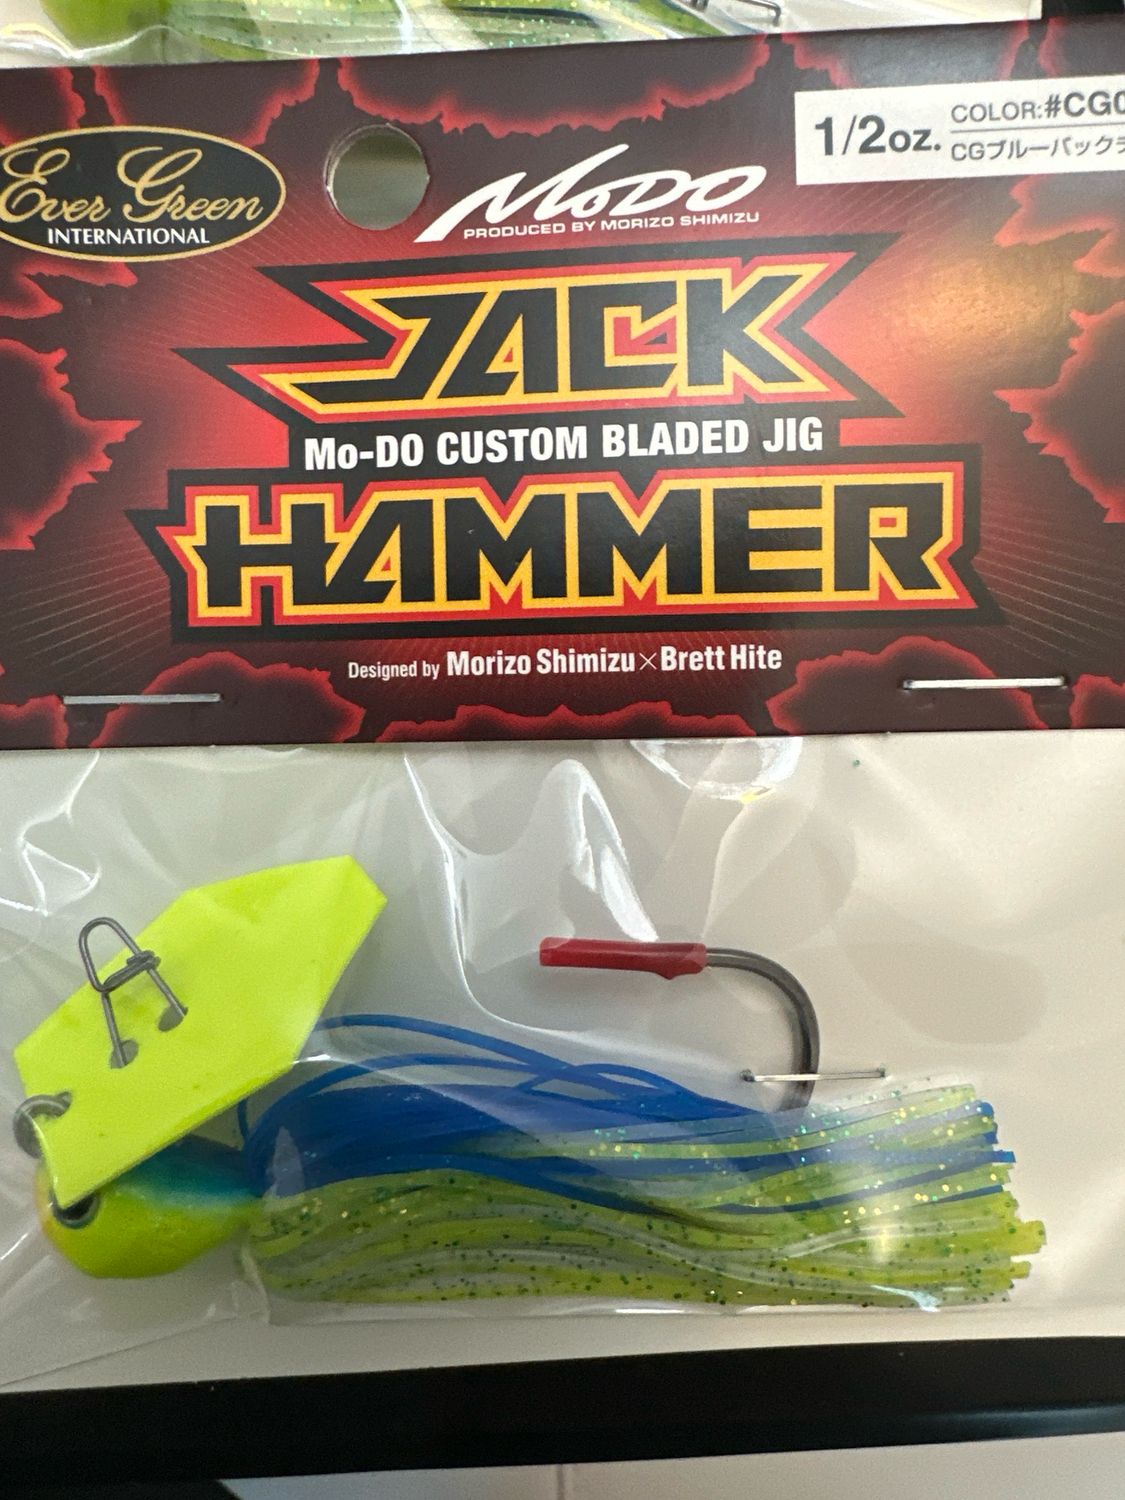 Ever Green
INTERNATIONAL
MODO
PRODUCED BY MORIZO SHIMIZU
1/2oz.
COLOR:#CG0
CGブルーバックチ
JACK
Mo-DO CUSTOM BLADED JIG
HAMMER
Designed by Morizo Shimizu×Brett Hite